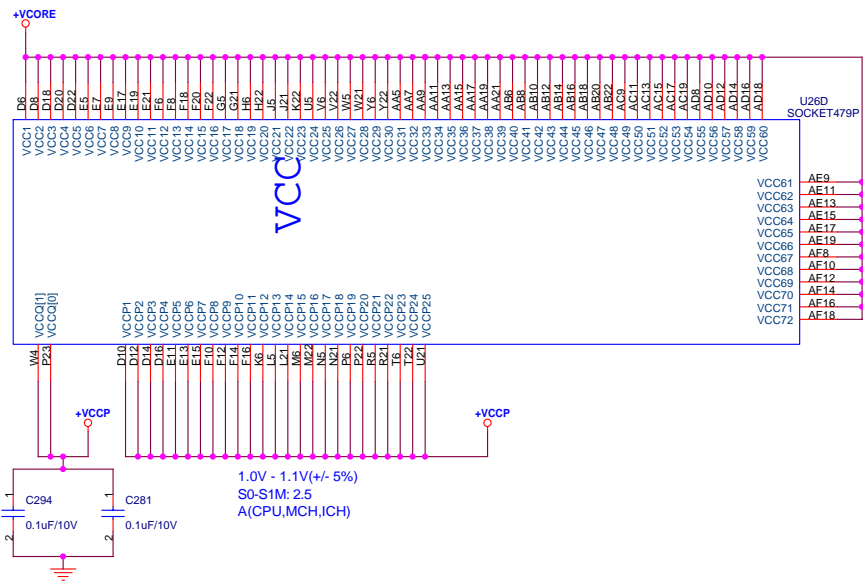 +VCORE
D6
D8
D18
D20
D22
E5
E7
E9
E17
E19
E21
F6
F8
F18
F20
F22
G5
G21
H6
H22
J5
J21
K22
U5
V6
V22
W5
W21
Y6
Y22
AA5
AA7
AA9
AA11
AA13
AA15
AA17
AA19
AA21
AB6
AB8
AB10
AB12
AB14
AB16
AB18
AB20
AB22
AC9
AC11
AC13
AC15
AC17
AC19
AD8
AD10
AD12
AD14
AD16
AD18
U26D
SOCKET479P
VCC1
VCC2
VCC3
VCC4
VCC5
VCC6
VCC7
VCC8
VCC9
VCC10
VCC11
VCC12
VCC13
VCC14
VCC15
VCC16
VCC17
VCC18
VCC19
VCC20
VCC21
VCC22
VCC23
VCC24
VCC25
VCC26
VCC27
VCC28
VCC29
VCC30
VCC31
VCC32
VCC33
VCC34
VCC35
VCC36
VCC37
VCC38
VCC39
VCC40
VCC41
VCC42
VCC43
VCC44
VCC45
VCC46
VCC47
VCC48
VCC49
VCC50
VCC51
VCC52
VCC53
VCC54
VCC55
VCC56
VCC57
VCC58
VCC59
VCC60
VCC
VCC61 AE9
VCC62 AE11
VCC63 AE13
VCC64 AE15
VCC65 AE17
VCC66 AE19
VCC67 AF8
VCC68 AF10
VCC69 AF12
VCC70 AF14
VCC71 AF16
VCC72 AF18
VCCQ[1]
VCCQ[0]
VCCP1
VCCP2
VCCP3
VCCP4
VCCP5
VCCP6
VCCP7
VCCP8
VCCP9
VCCP10
VCCP11
VCCP12
VCCP13
VCCP14
VCCP15
VCCP16
VCCP17
VCCP18
VCCP19
VCCP20
VCCP21
VCCP22
VCCP23
VCCP24
VCCP25
W4
P23
D10
D12
D14
D16
E11
E13
E15
F10
F12
F14
F16
K6
L5
L21
M6
M22
N5
N21
P6
P22
R5
R21
T6
T22
U21
+VCCP
+VCCP
1.0V - 1.1V(+/- 5%)
S0-S1M: 2.5
A(CPU,MCH,ICH)
1
C294
0.1uF/10V
2
1
C281
0.1uF/10V
2